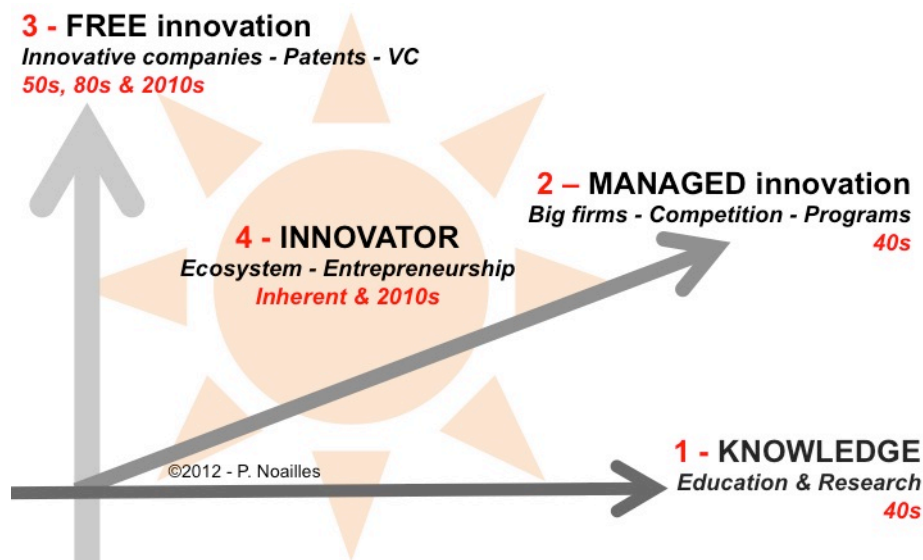 3 - FREE innovation
Innovative companies - Patents - VC
50s, 80s & 2010s
2 – MANAGED innovation
Big firms - Competition - Programs
40s
4 - INNOVATOR
Ecosystem - Entrepreneurship
Inherent & 2010s
1 - KNOWLEDGE
Education & Research
40s
©2012 - P. Noailles